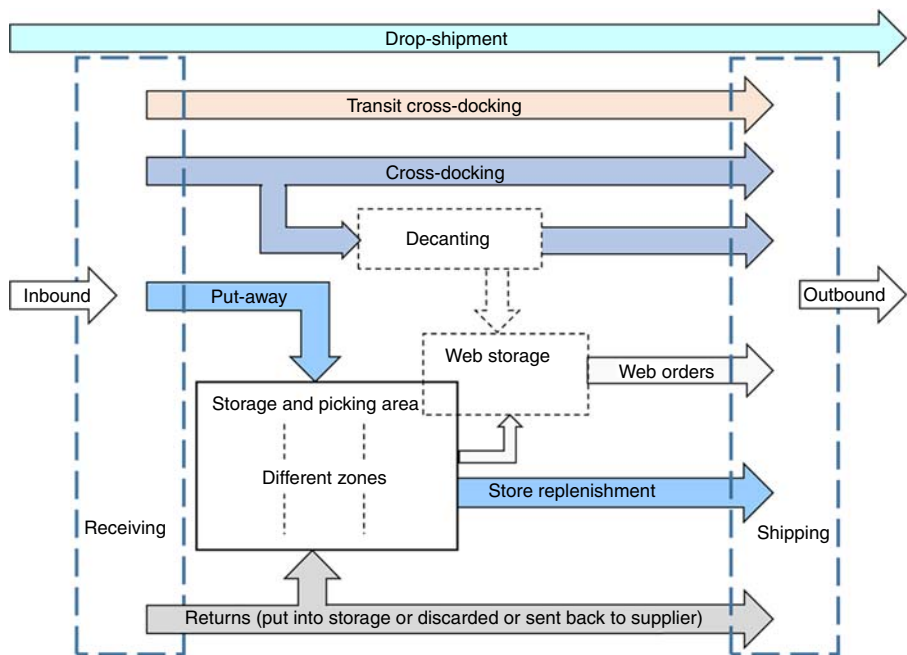 Drop-shipment
Transit cross-docking
Cross-docking
Decanting
Inbound
Put-away
Outbound
Web storage
Web orders
Storage and picking area
Different zones
Store replenishment
Receiving
Shipping
Returns (put into storage or discarded or sent back to supplier)